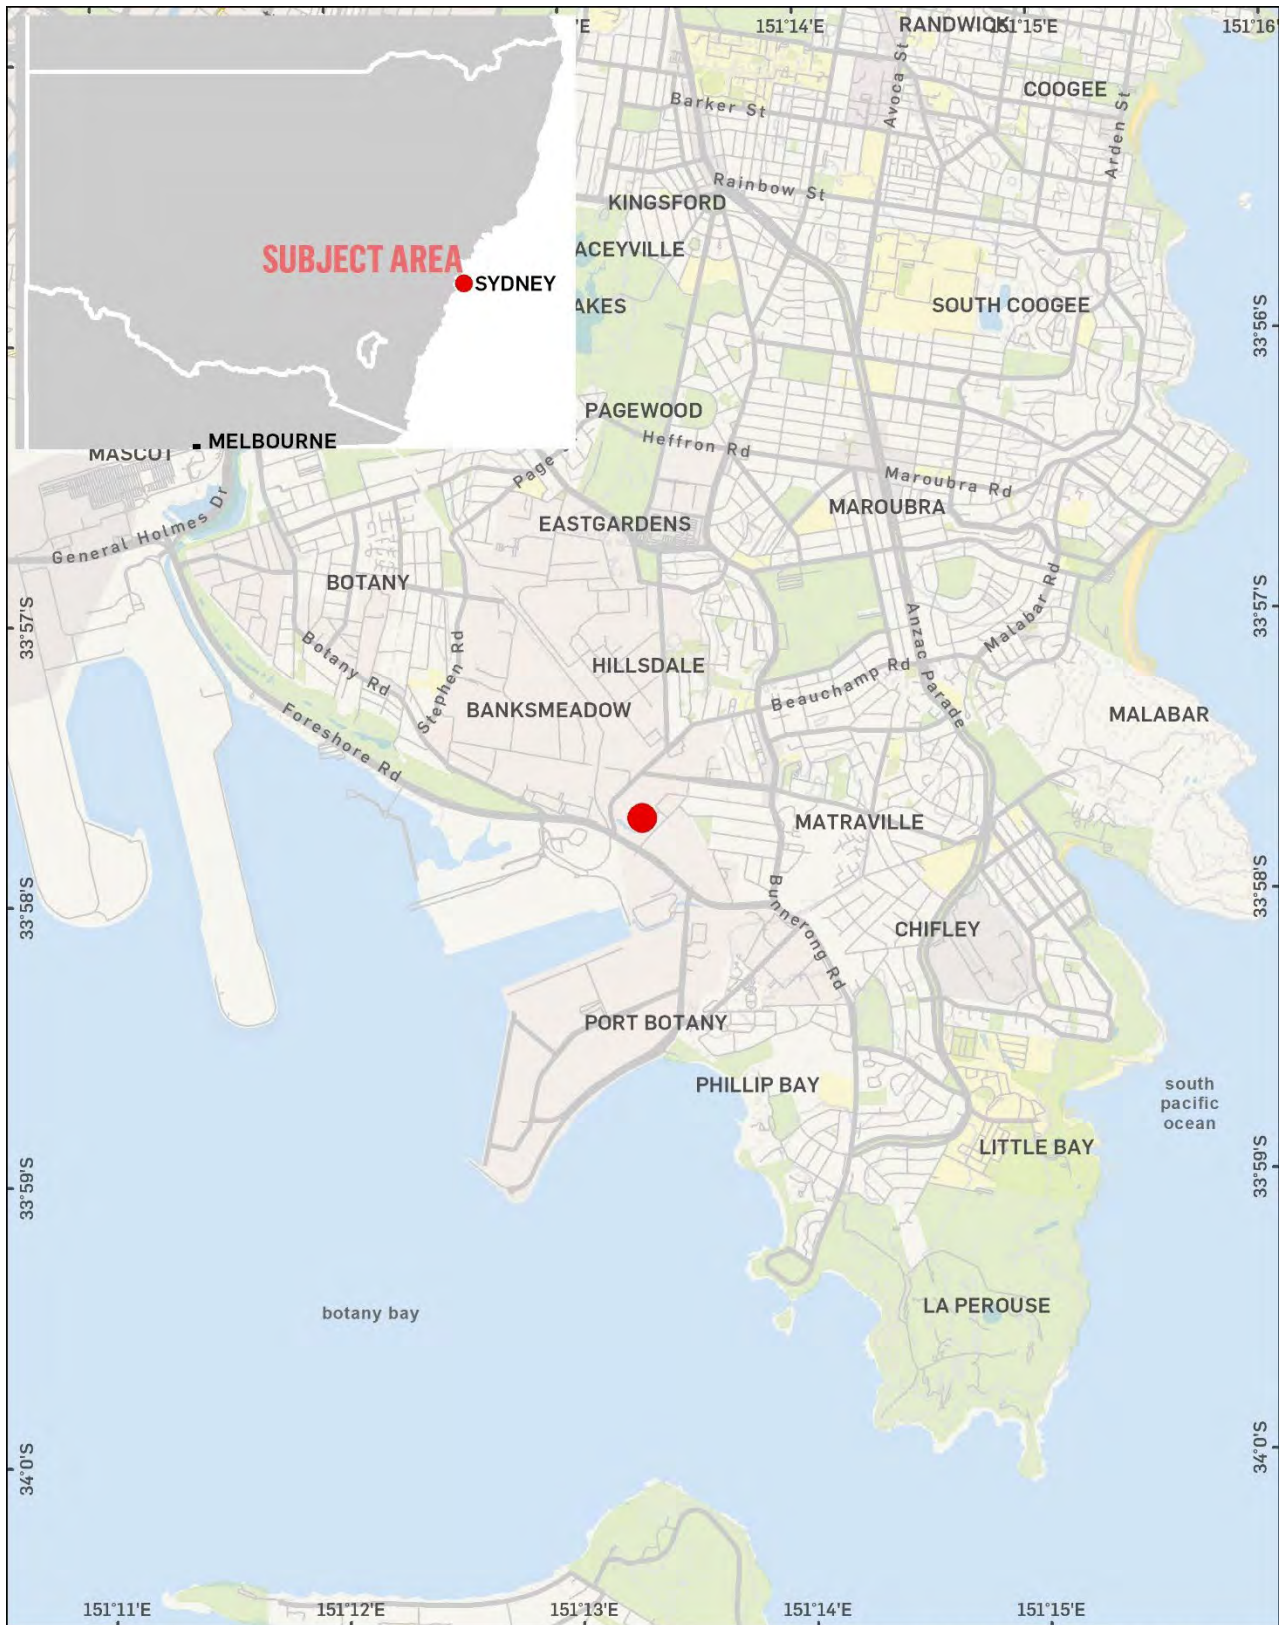 'E
151°14'E
RANDWICK
151°15'E
151°16'
COOGEE
Barker St
Avoca St
Arden St
Rainbow St
KINGSFORD
ACEYVILLE
SUBJECT AREA
SYDNEY
AKES
SOUTH COOGEE
33°56'S
PAGEWOOD
Heffron Rd
MELBOURNE
MASCOT
Page
Maroubra Rd
MAROUBRA
General Holmes Dr
EASTGARDENS
BOTANY
33°57'S
33°57'S
Malabar Rd
Anzac Parade
Botany Rd
Stephen Rd
HILLSDALE
Beauchamp Rd
BANKSMEADOW
MALABAR
Foreshore Rd
MATRAVILLE
33°58'S
33°58'S
Bunnerong Rd
CHIFLEY
PORT BOTANY
PHILLIP BAY
south
pacific
ocean
LITTLE BAY
33°59'S
33°59'S
LA PEROUSE
botany bay
34°0'S
34°0'S
151°11'E
151°12'E
151°13'E
151°14'E
151°15'E